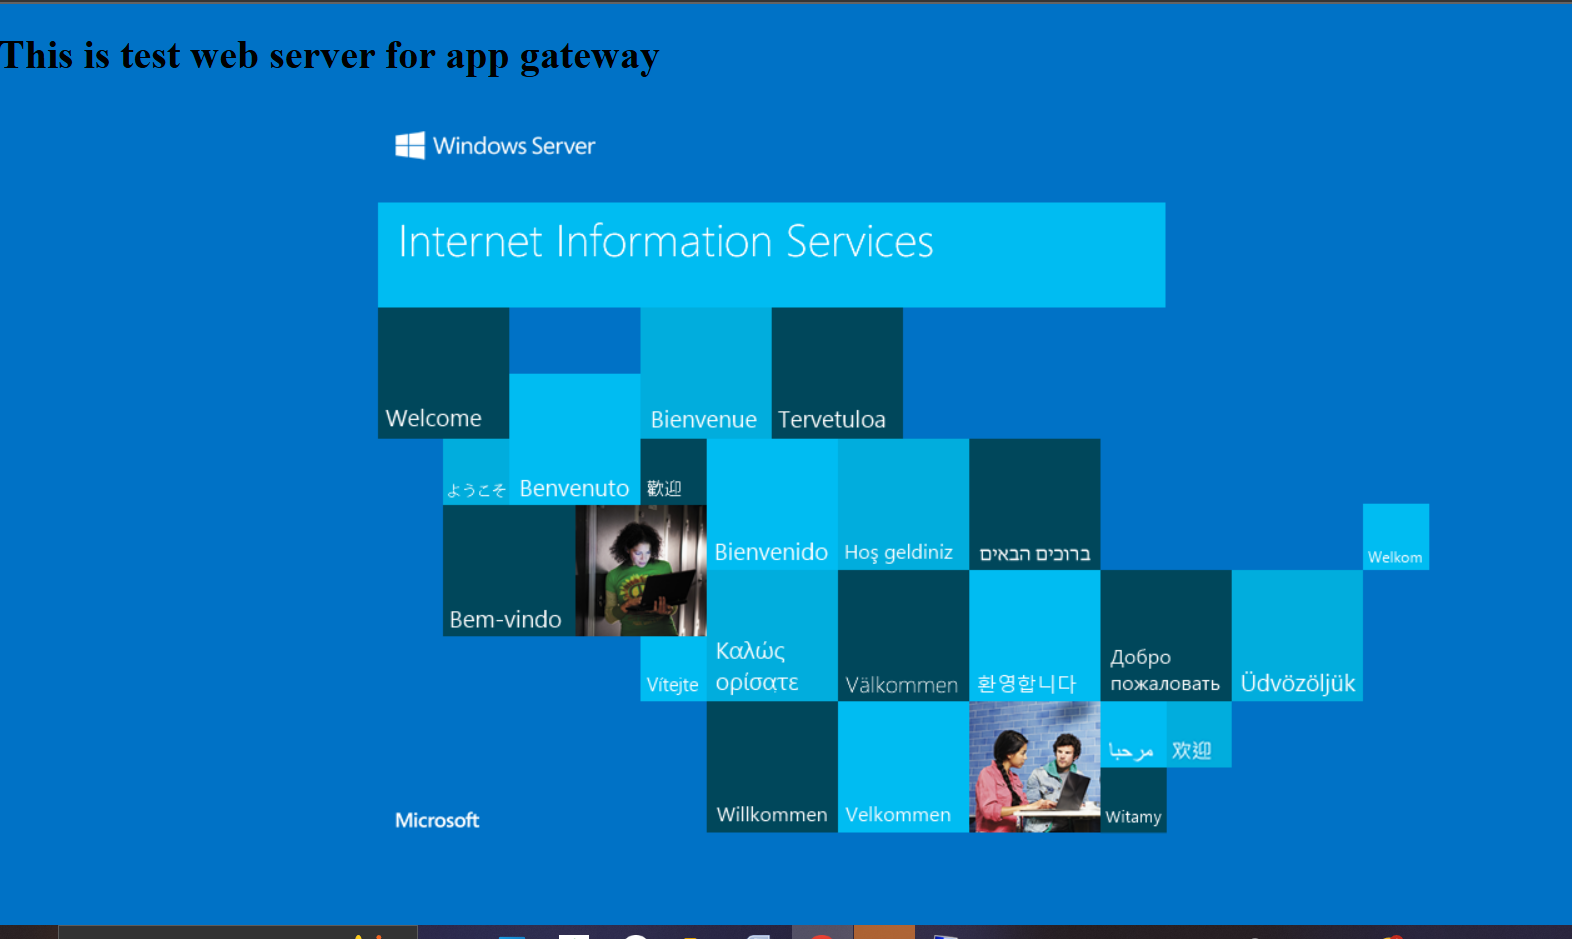 This is test web server for app gateway
Windows Server
Internet Information Services
Welcome
Bienvenue
Tervetuloa
ようこそ
Benvenuto
歡迎
Bienvenido
Hoş geldiniz
ברוכים הבאים
Welkom
Bem-vindo
Vítejte
Καλώς
ορίσατε
Välkommen
환영합니다
Добро
пожаловать
Üdvözöljük
مرحبا
欢迎
Willkommen
Velkommen
Witamy
Microsoft